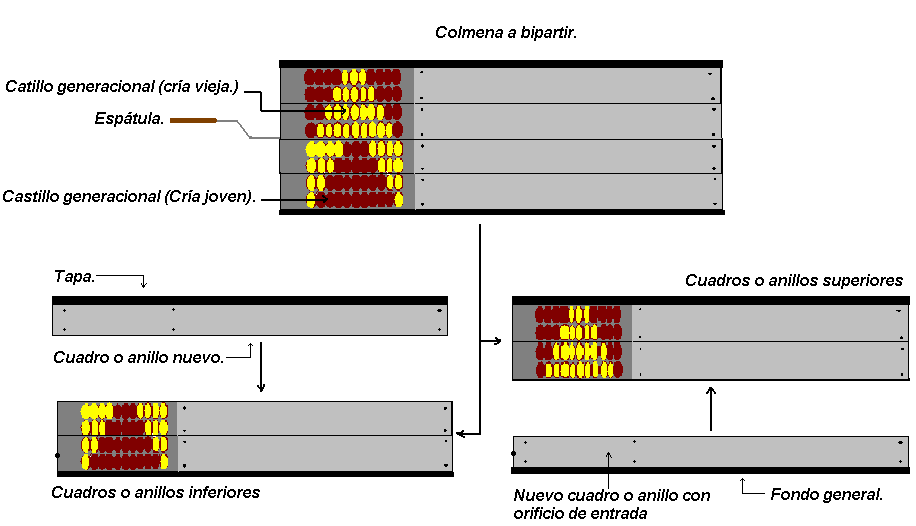 Colmena a bipartir.
Catillo generacional (cría vieja.)
Espátula.
Castillo generacional (Cría joven).
Tapa.
Cuadros o anillos superiores
Cuadro o anillo nuevo.
Cuadros o anillos inferiores
Nuevo cuadro o anillo con
orificio de entrada
Fondo general.